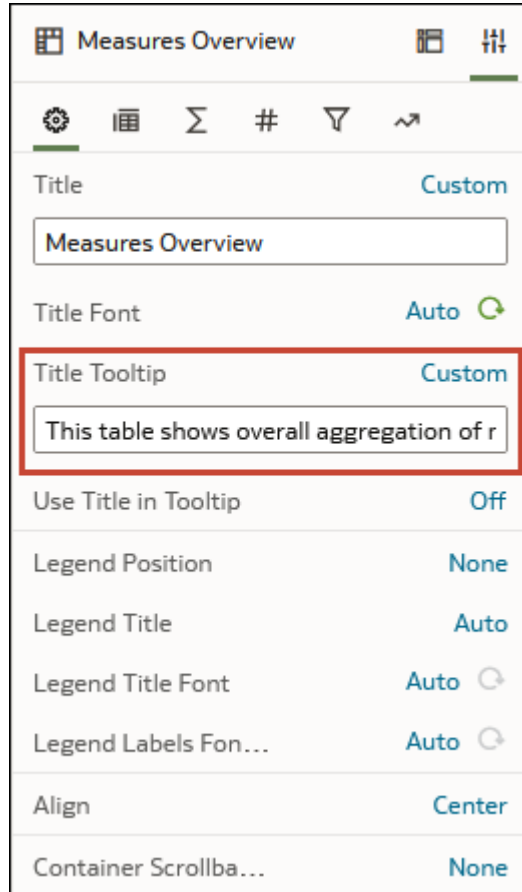 Measures Overview
Title Custom
Measures Overview
Title Font Auto
Title Tooltip Custom
This table shows overall aggregation of r
Use Title in Tooltip Off
Legend Position None
Legend Title Auto
Legend Title Font Auto
Legend Labels Fon... Auto
Align Center
Container Scrollba... None